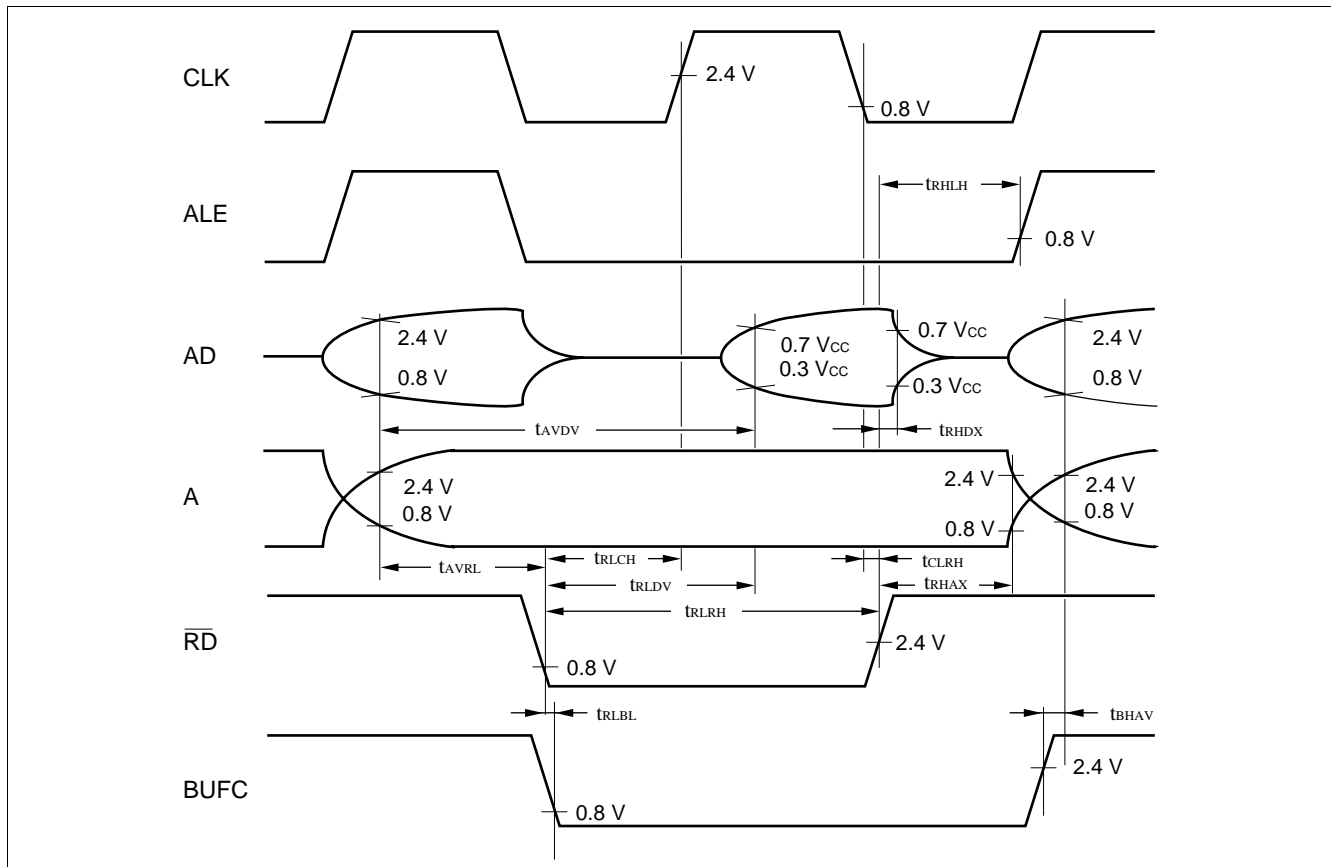 CLK
2.4 V
0.8 V
tRHLH
ALE
0.8 V
AD
2.4 V
0.8 V
0.7 VCC
0.3 VCC
0.7 VCC
0.3 VCC
2.4 V
0.8 V
tAVDV
tRHDX
A
2.4 V
0.8 V
2.4 V
0.8 V
2.4 V
0.8 V
tAVRL
tRLCH
tCLRH
tRLDV
tRHAX
tRLRH
RD
0.8 V
2.4 V
tRLBL
tBHAV
BUFC
0.8 V
2.4 V